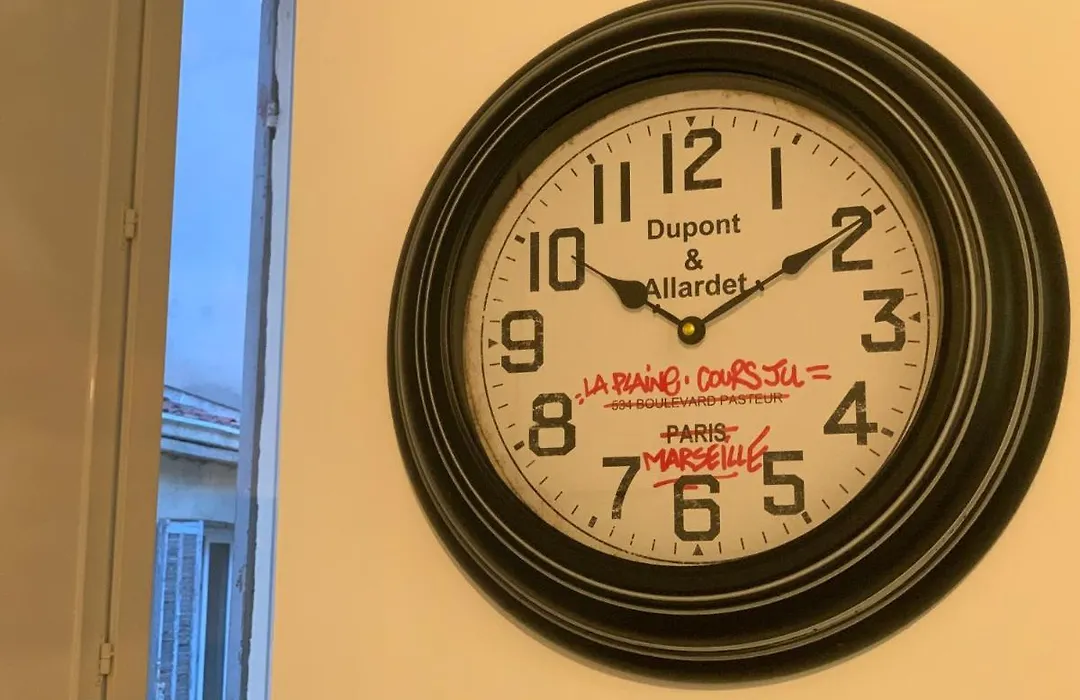 12
11
1
10
2
Dupont
&
Allardet
9
3
LA PLAINE. COURS JU =
534 BOULEVARD PASTEUR
8
4
PARIS
MARSEILLE
7
5
6